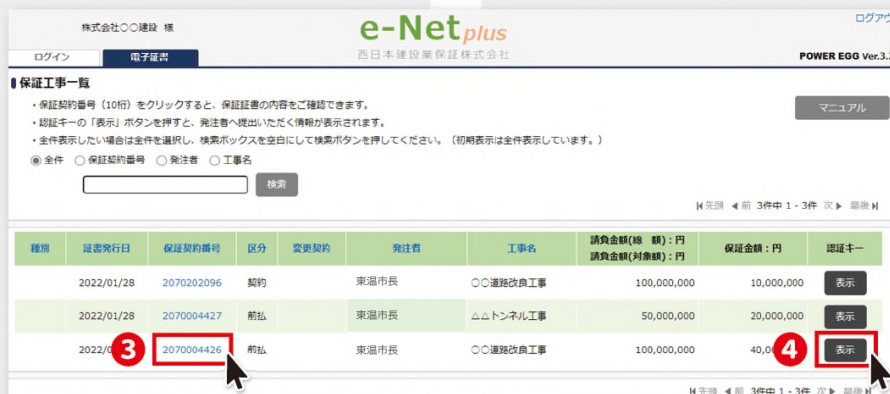 ログアウ
株式会社〇〇建設 様
e-Net plus
西日本建設業保証株式会社
ログイン 電子証書
POWER EGG Ver.3.
保証工事一覧
・保証契約番号(10桁)をクリックすると、保証証書の内容をご確認できます。
マニュアル
・認証キーの「表示」ボタンを押すと、発注者へ提出いただく情報が表示されます。
・全件表示したい場合は全件を選択し、検索ボックスを空白にして検索ボタンを押してください。(初期表示は全件表示しています。)
全件 保証契約番号 発注者 工事名
検索
先頭 前 3件中 1 - 3件 次 最後
種別 証書発行日 保証契約番号 区分 変更契約 発注者 工事名 請負金額(総 額):円 保証金額:円 認証キー
請負金額(対象額):円
2022/01/28 2070202096 契約 東温市長 〇〇道路改良工事 100,000,000 10,000,000 表示
2022/01/28 2070004427 前払 東温市長 △△トンネル工事 50,000,000 20,000,000 表示
2022/0 3 2070004426 前払 東温市長 〇〇道路改良工事 100,000,000 40,0 4 表示
先頭 前 3件中 1 - 3件 次 最後